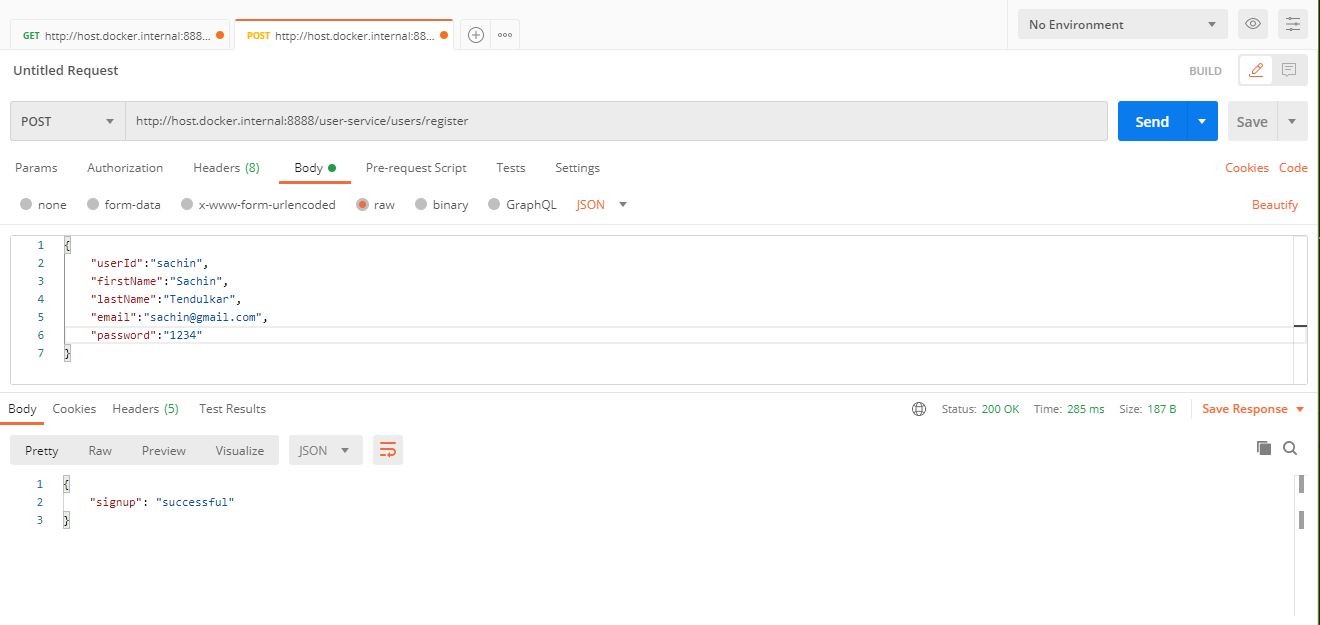 GET http://host.docker.internal:888...
POST http://host.docker.internal:88...
No Environment
Untitled Request
BUILD
POST http://host.docker.internal:8888/user-service/users/register Send Save
Params Authorization Headers (8) Body Pre-request Script Tests Settings Cookies Code
none form-data x-www-form-urlencoded raw binary GraphQL JSON Beautify
1 {
2 "userId":"sachin",
3 "firstName":"Sachin",
4 "lastName":"Tendulkar",
5 "email":"sachin@gmail.com",
6 "password":"1234"
7 }
Body Cookies Headers (5) Test Results Status: 200 OK Time: 285 ms Size: 187 B Save Response
Pretty Raw Preview Visualize JSON
1 {
2 "signup": "successful"
3 }